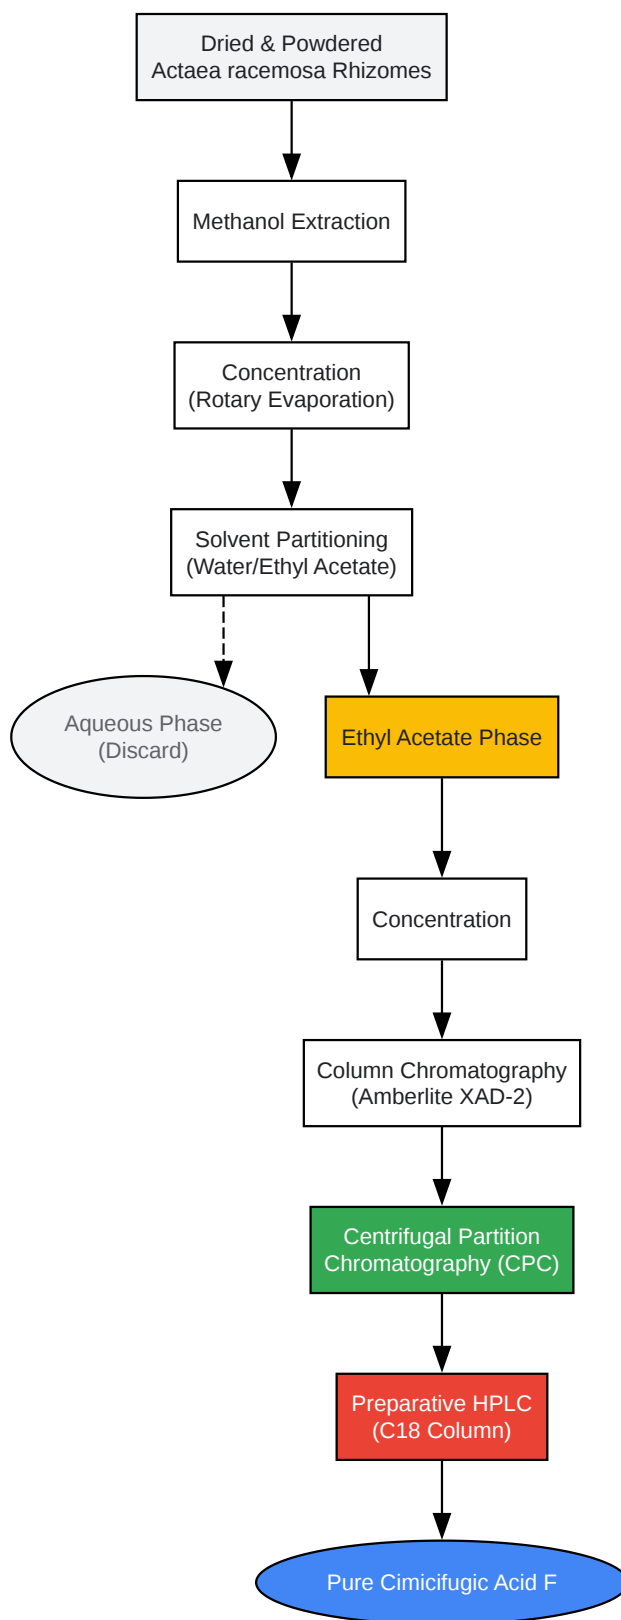 Dried & Powdered
Actaea racemosa Rhizomes
Methanol Extraction
Concentration
(Rotary Evaporation)
Solvent Partitioning
(Water/Ethyl Acetate)
Aqueous Phase
(Discard)
Ethyl Acetate Phase
Concentration
Column Chromatography
(Amberlite XAD-2)
Centrifugal Partition
Chromatography (CPC)
Preparative HPLC
(C18 Column)
Pure Cimicifugic Acid F